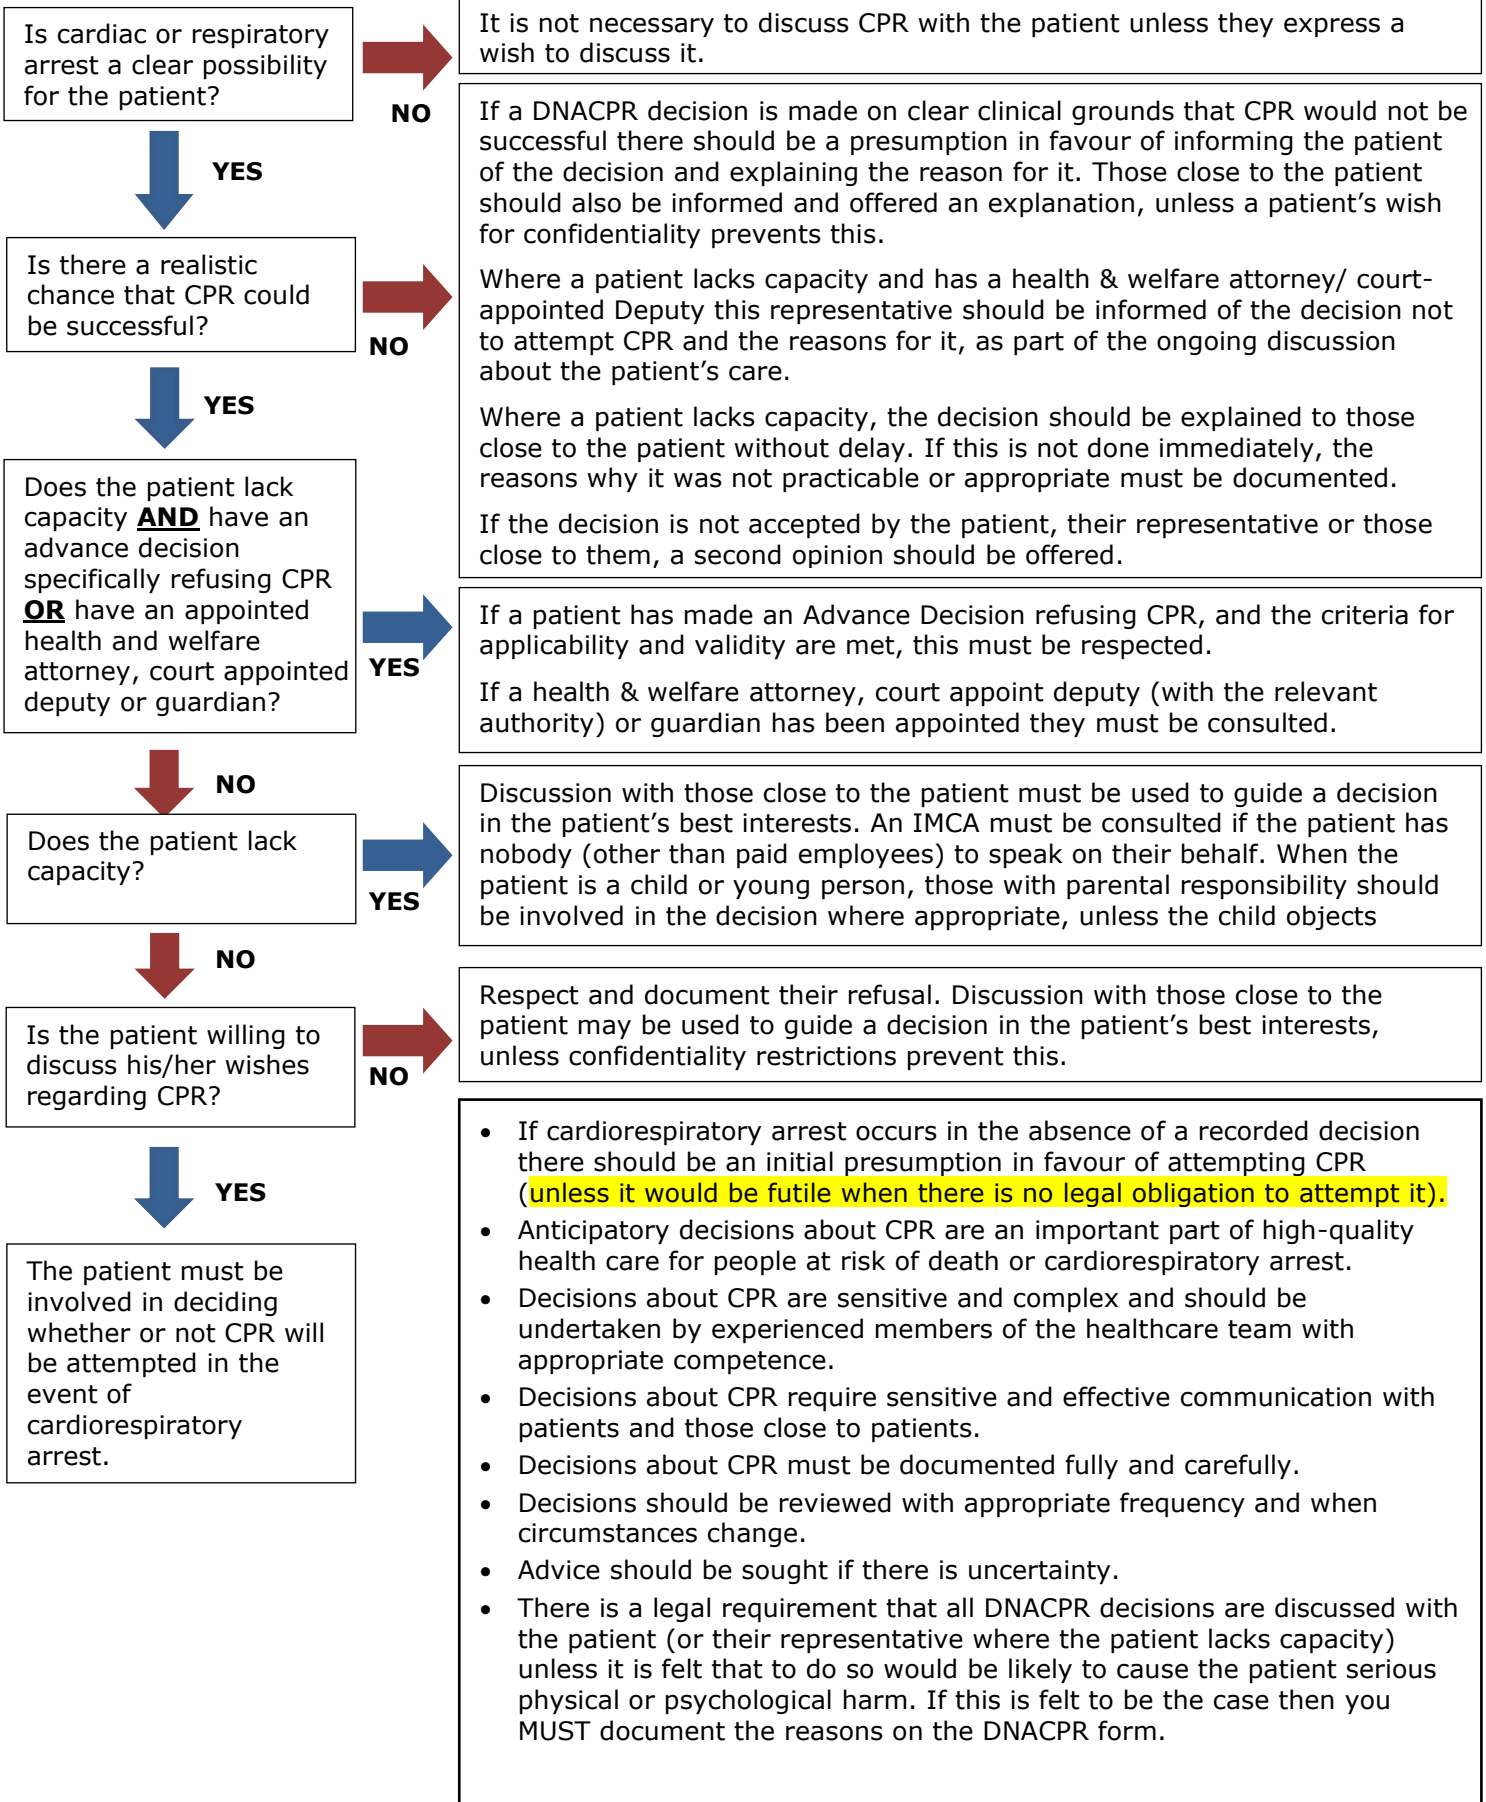 Is cardiac or respiratory
arrest a clear possibility
for the patient?
NO
It is not necessary to discuss CPR with the patient unless they express a
wish to discuss it.
YES
Is there a realistic
chance that CPR could
be successful?
NO
If a DNACPR decision is made on clear clinical grounds that CPR would not be
successful there should be a presumption in favour of informing the patient
of the decision and explaining the reason for it. Those close to the patient
should also be informed and offered an explanation, unless a patient’s wish
for confidentiality prevents this.
Where a patient lacks capacity and has a health & welfare attorney/ court-
appointed Deputy this representative should be informed of the decision not
to attempt CPR and the reasons for it, as part of the ongoing discussion
about the patient’s care.
Where a patient lacks capacity, the decision should be explained to those
close to the patient without delay. If this is not done immediately, the
reasons why it was not practicable or appropriate must be documented.
If the decision is not accepted by the patient, their representative or those
close to them, a second opinion should be offered.
YES
Does the patient lack
capacity AND have an
advance decision
specifically refusing CPR
OR have an appointed
health and welfare
attorney, court appointed
deputy or guardian?
YES
If a patient has made an Advance Decision refusing CPR, and the criteria for
applicability and validity are met, this must be respected.
If a health & welfare attorney, court appoint deputy (with the relevant
authority) or guardian has been appointed they must be consulted.
NO
Does the patient lack
capacity?
YES
Discussion with those close to the patient must be used to guide a decision
in the patient’s best interests. An IMCA must be consulted if the patient has
nobody (other than paid employees) to speak on their behalf. When the
patient is a child or young person, those with parental responsibility should
be involved in the decision where appropriate, unless the child objects
NO
Is the patient willing to
discuss his/her wishes
regarding CPR?
NO
Respect and document their refusal. Discussion with those close to the
patient may be used to guide a decision in the patient’s best interests,
unless confidentiality restrictions prevent this.
YES
The patient must be
involved in deciding
whether or not CPR will
be attempted in the
event of
cardiorespiratory
arrest.
• If cardiorespiratory arrest occurs in the absence of a recorded decision
there should be an initial presumption in favour of attempting CPR
(unless it would be futile when there is no legal obligation to attempt it).
• Anticipatory decisions about CPR are an important part of high-quality
health care for people at risk of death or cardiorespiratory arrest.
• Decisions about CPR are sensitive and complex and should be
undertaken by experienced members of the healthcare team with
appropriate competence.
• Decisions about CPR require sensitive and effective communication with
patients and those close to patients.
• Decisions about CPR must be documented fully and carefully.
• Decisions should be reviewed with appropriate frequency and when
circumstances change.
• Advice should be sought if there is uncertainty.
• There is a legal requirement that all DNACPR decisions are discussed with
the patient (or their representative where the patient lacks capacity)
unless it is felt that to do so would be likely to cause the patient serious
physical or psychological harm. If this is felt to be the case then you
MUST document the reasons on the DNACPR form.